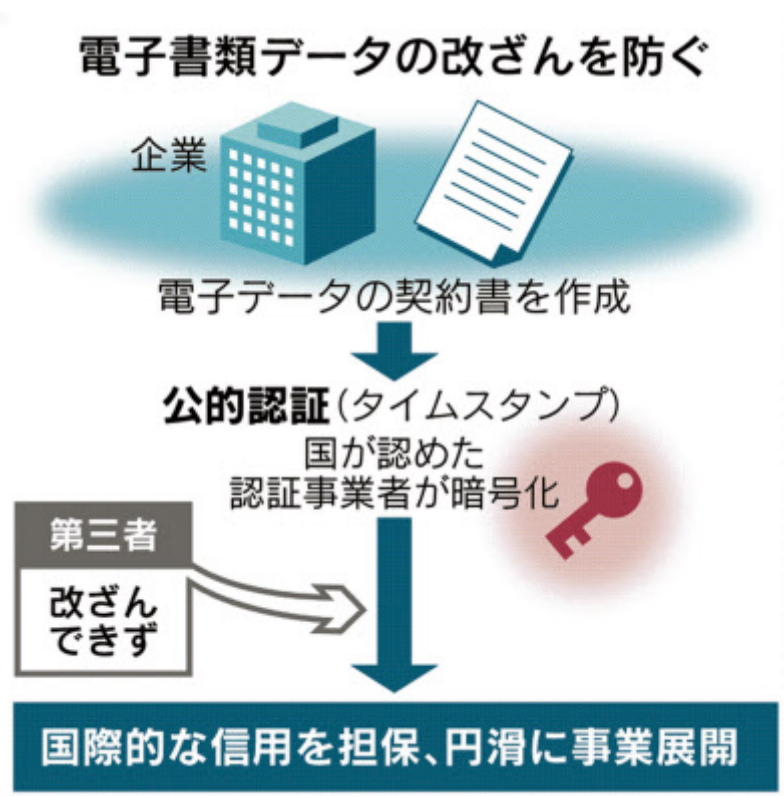 電子書類データの改ざんを防ぐ
企業
電子データの契約書を作成
公的認証(タイムスタンプ)
国が認めた
認証事業者が暗号化
第三者
改ざん
できず
国際的な信用を担保、円滑に事業展開